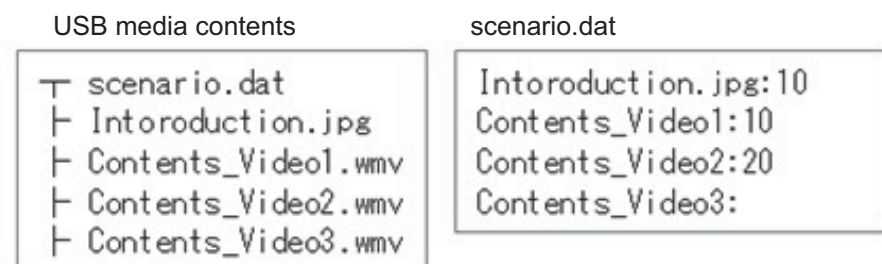 USB media contents
scenario.dat
Intoroduction.jpg
Contents_Video1.wmv
Contents_Video2.wmv
Contents_Video3.wmv
scenario.dat
Intoroduction.jpg:10
Contents_Video1:10
Contents_Video2:20
Contents_Video3: